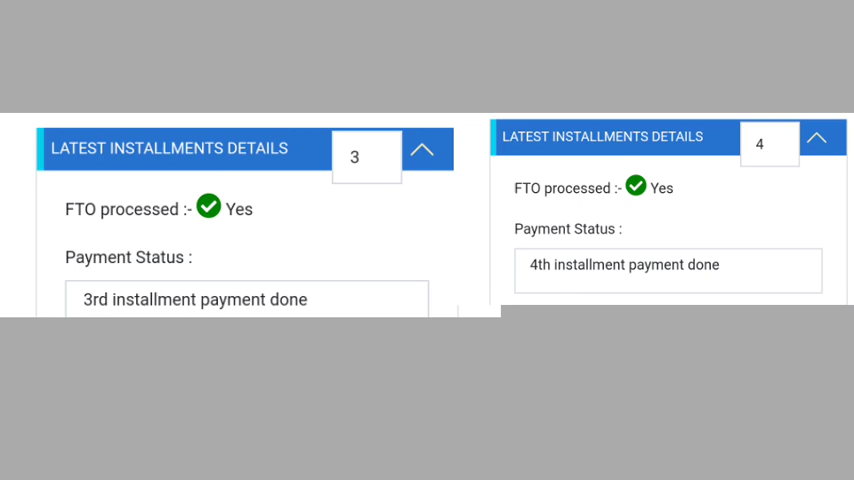 LATEST INSTALLMENTS DETAILS 3
FTO processed :- Yes
Payment Status :
3rd installment payment done
LATEST INSTALLMENTS DETAILS 4
FTO processed :- Yes
Payment Status :
4th installment payment done